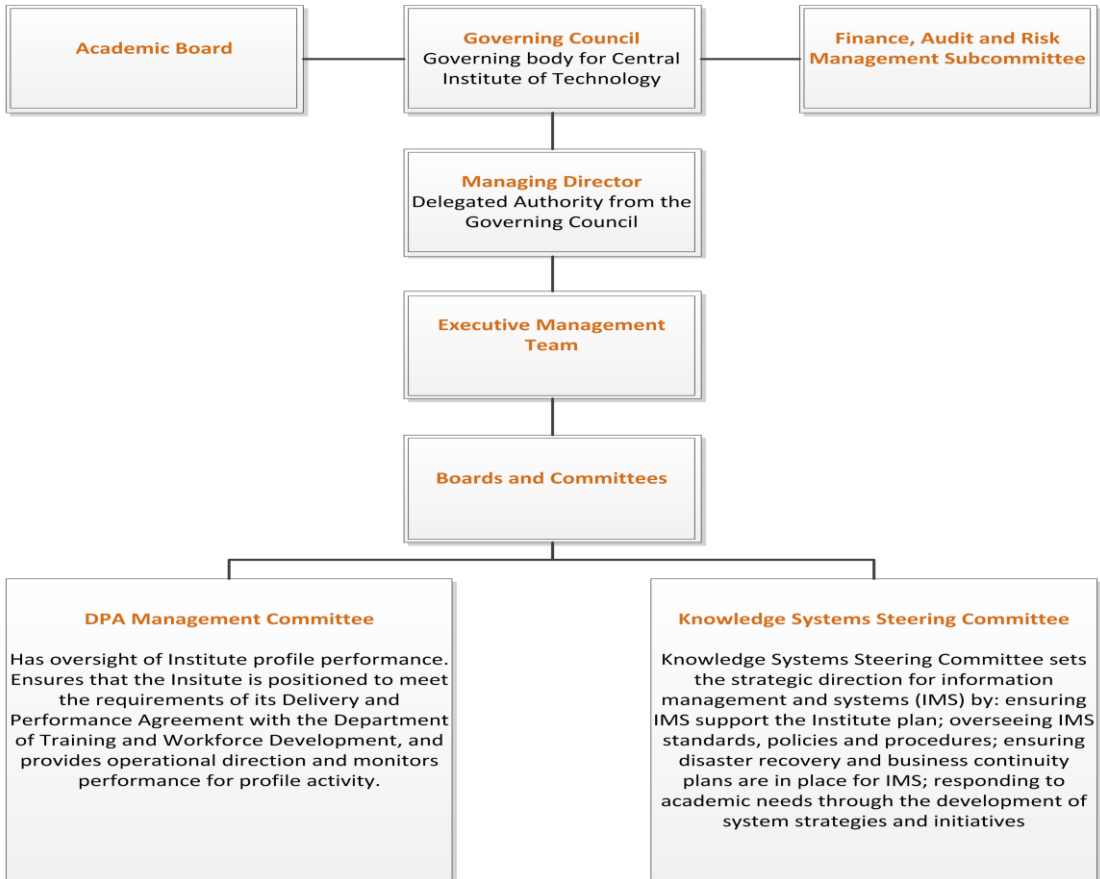 Academic Board
Governing Council
Governing body for Central
Institute of Technology
Finance, Audit and Risk
Management Subcommittee
Managing Director
Delegated Authority from the
Governing Council
Executive Management
Team
Boards and Committees
DPA Management Committee
Has oversight of Institute profile performance.
Ensures that the Insitute is positioned to meet
the requirements of its Delivery and
Performance Agreement with the Department
of Training and Workforce Development, and
provides operational direction and monitors
performance for profile activity.
Knowledge Systems Steering Committee
Knowledge Systems Steering Committee sets
the strategic direction for information
management and systems (IMS) by: ensuring
IMS support the Institute plan; overseeing IMS
standards, policies and procedures; ensuring
disaster recovery and business continuity
plans are in place for IMS; responding to
academic needs through the development of
system strategies and initiatives